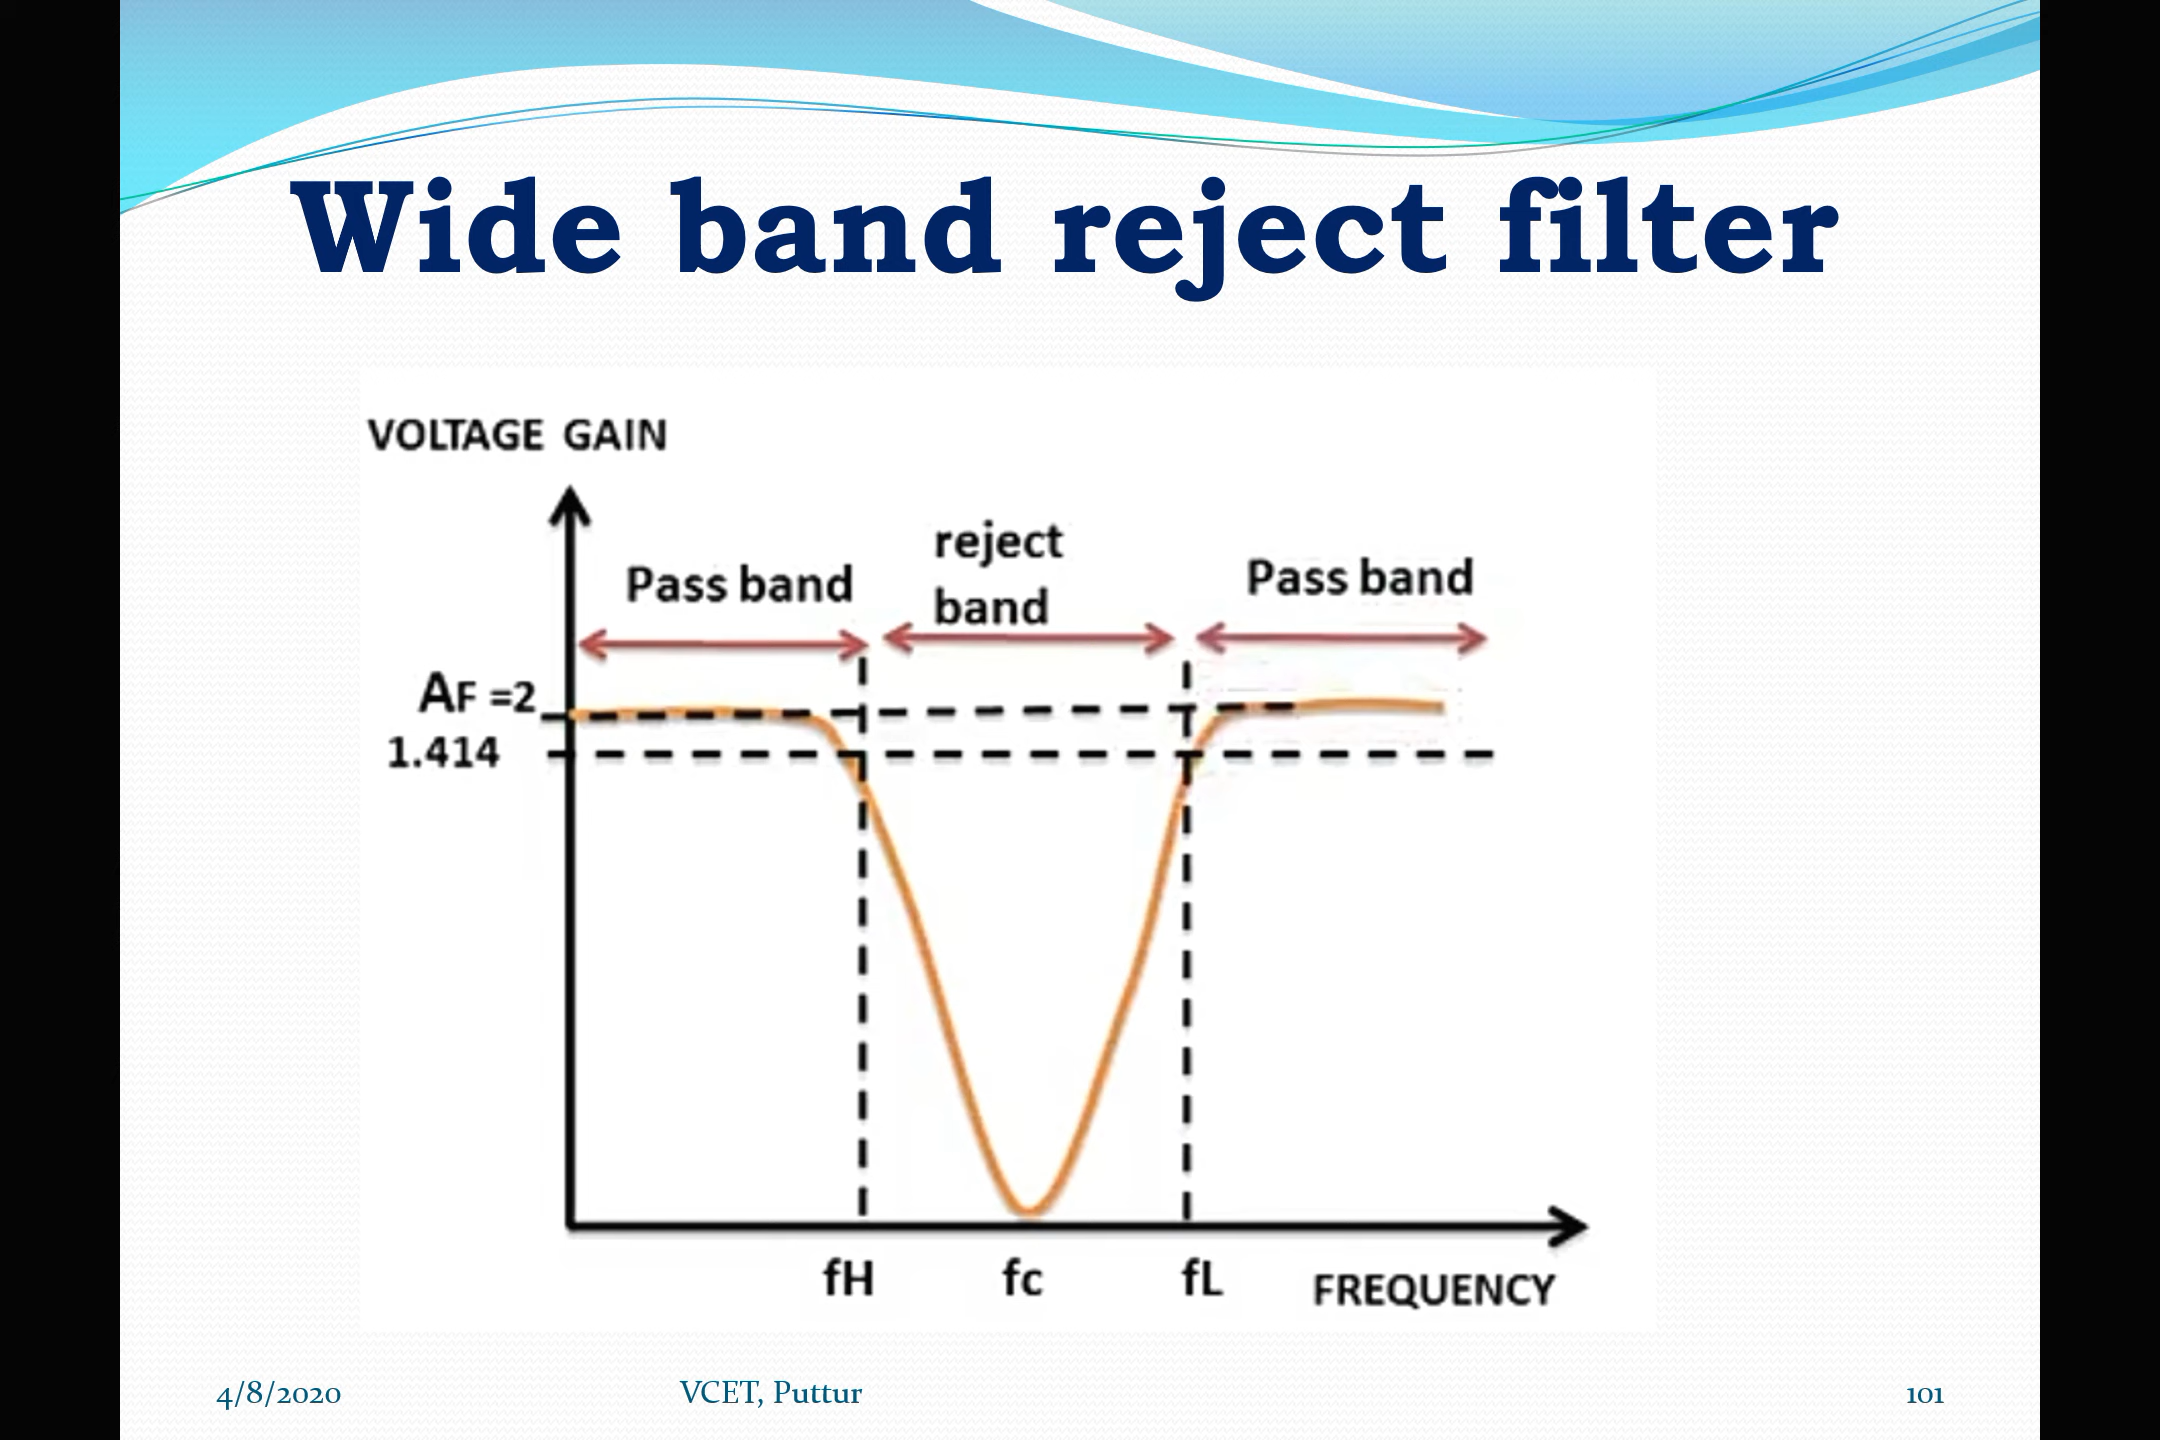 Wide band reject filter
VOLTAGE GAIN
reject
band
Pass band
Pass band
AF =2
1.414
fH
fc
fL
FREQUENCY
4/8/2020
VCET, Puttur
101